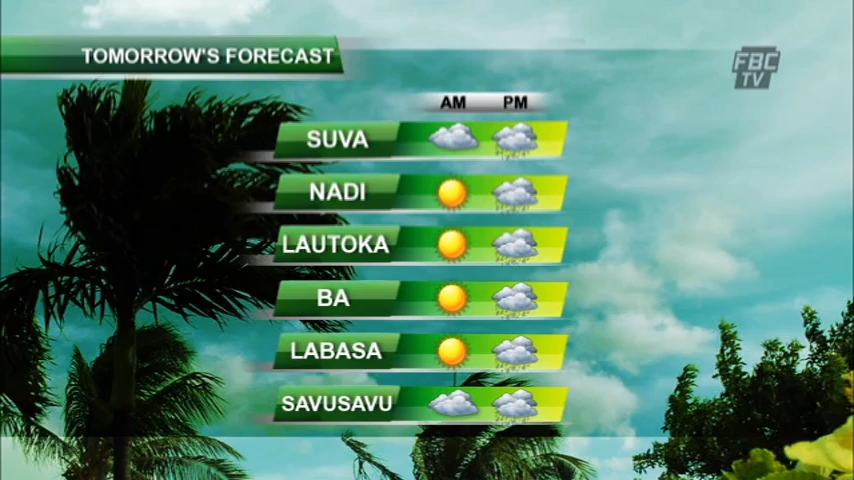 TOMORROW'S FORECAST
FBC
TV
AM PM
SUVA
NADI
LAUTOKA
BA
LABASA
SAVUSAVU